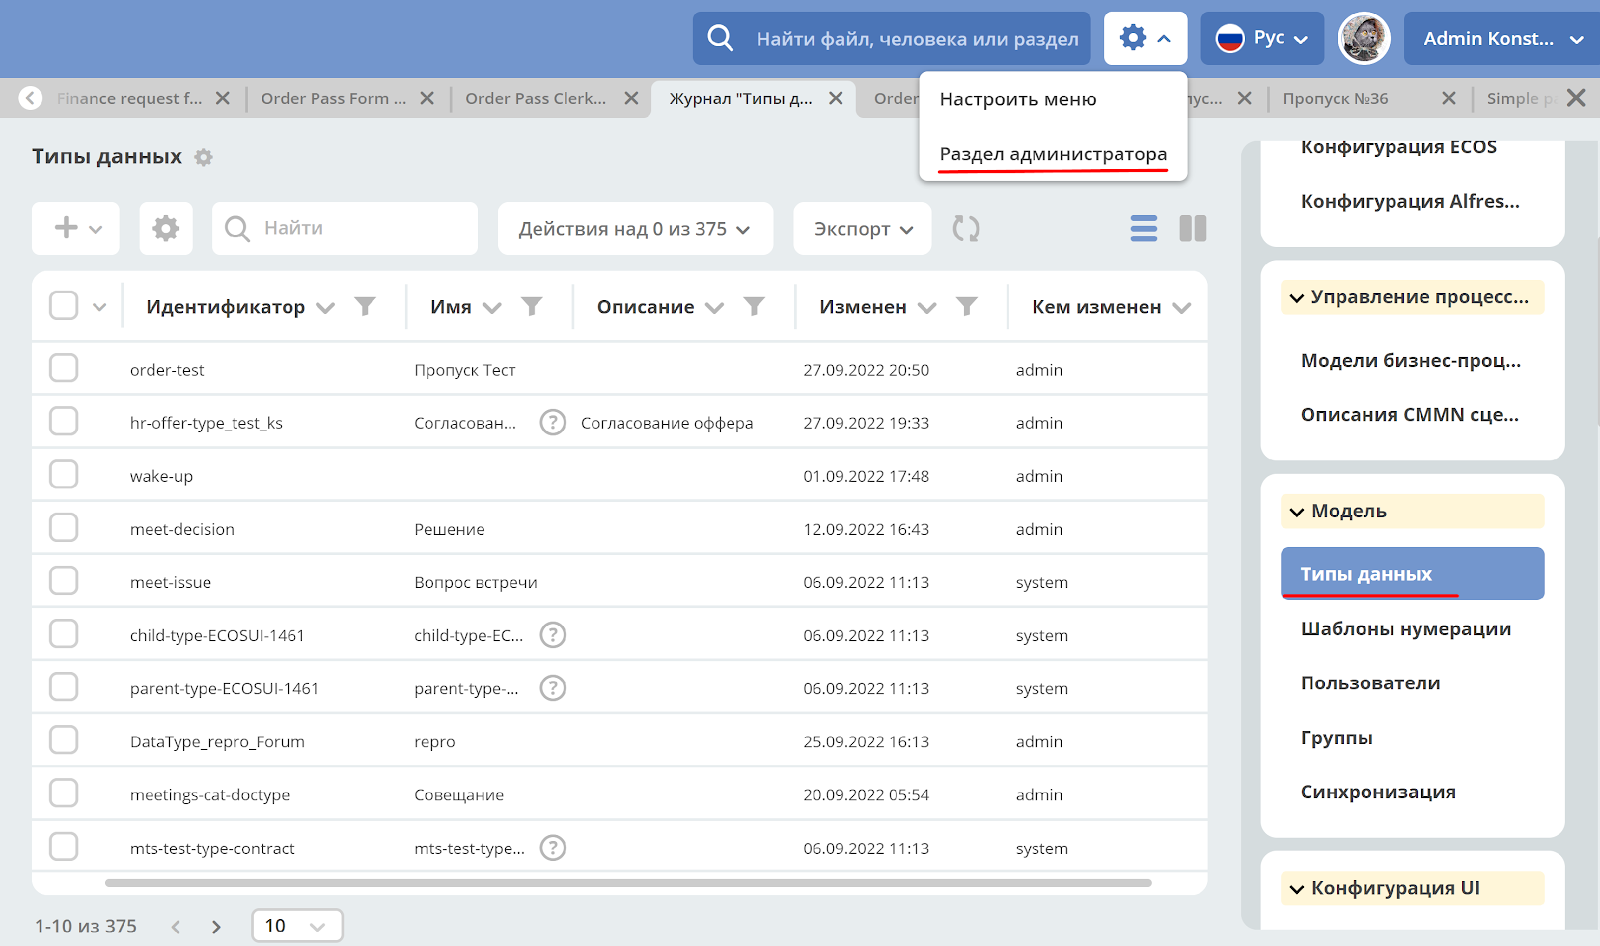 Найти файл, человека или раздел
Рус
Admin Konst...
Finance request f...
Order Pass Form ...
Order Pass Clerk...
Журнал "Типы д...
Order
ус...
Пропуск №36
Simple pa
Настроить меню
Раздел администратора
Типы данных
Найти
Действия над 0 из 375
Экспорт
Идентификатор Имя Описание Изменен Кем изменен
order-test Пропуск Тест 27.09.2022 20:50 admin
hr-offer-type_test_ks Согласован... ? Согласование оффера 27.09.2022 19:33 admin
wake-up 01.09.2022 17:48 admin
meet-decision Решение 12.09.2022 16:43 admin
meet-issue Вопрос встречи 06.09.2022 11:13 system
child-type-ECOSUI-1461 child-type-EC... ? 06.09.2022 11:13 system
parent-type-ECOSUI-1461 parent-type-... ? 06.09.2022 11:13 system
DataType_repro_Forum repro 25.09.2022 16:13 admin
meetings-cat-doctype Совещание 20.09.2022 05:54 admin
mts-test-type-contract mts-test-type... ? 06.09.2022 11:13 system
1-10 из 375
10
Конфигурация ECOS
Конфигурация Alfres...
Управление процесс...
Модели бизнес-проц...
Описания CMMN сце...
Модель
Типы данных
Шаблоны нумерации
Пользователи
Группы
Синхронизация
Конфигурация UI